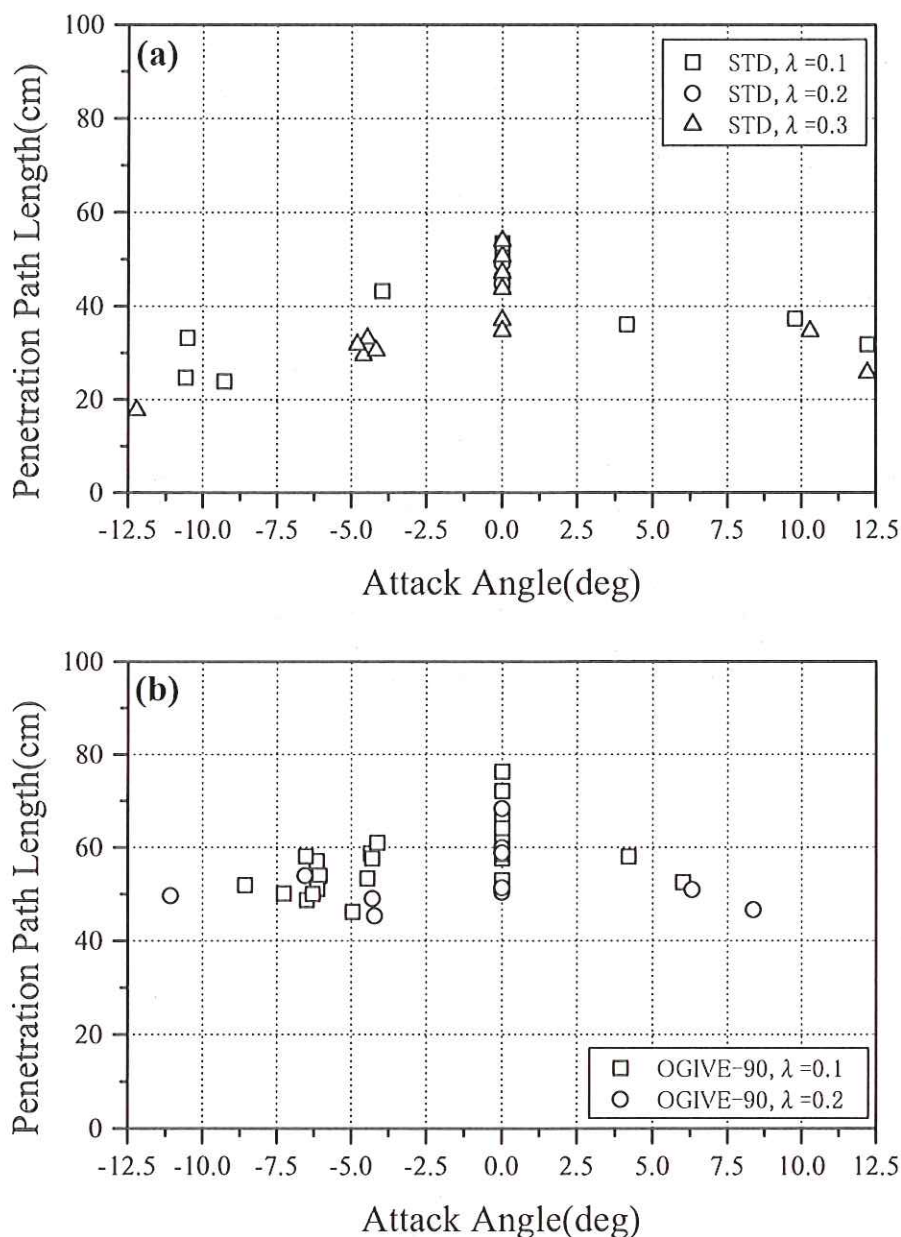 (a)
100
80
60
40
20
0
Penetration Path Length(cm)
STD, λ=0.1
STD, λ=0.2
STD, λ=0.3
-12.5 -10.0 -7.5 -5.0 -2.5 0.0 2.5 5.0 7.5 10.0 12.5
Attack Angle(deg)
(b)
100
80
60
40
20
0
Penetration Path Length(cm)
OGIVE-90, λ=0.1
OGIVE-90, λ=0.2
-12.5 -10.0 -7.5 -5.0 -2.5 0.0 2.5 5.0 7.5 10.0 12.5
Attack Angle(deg)